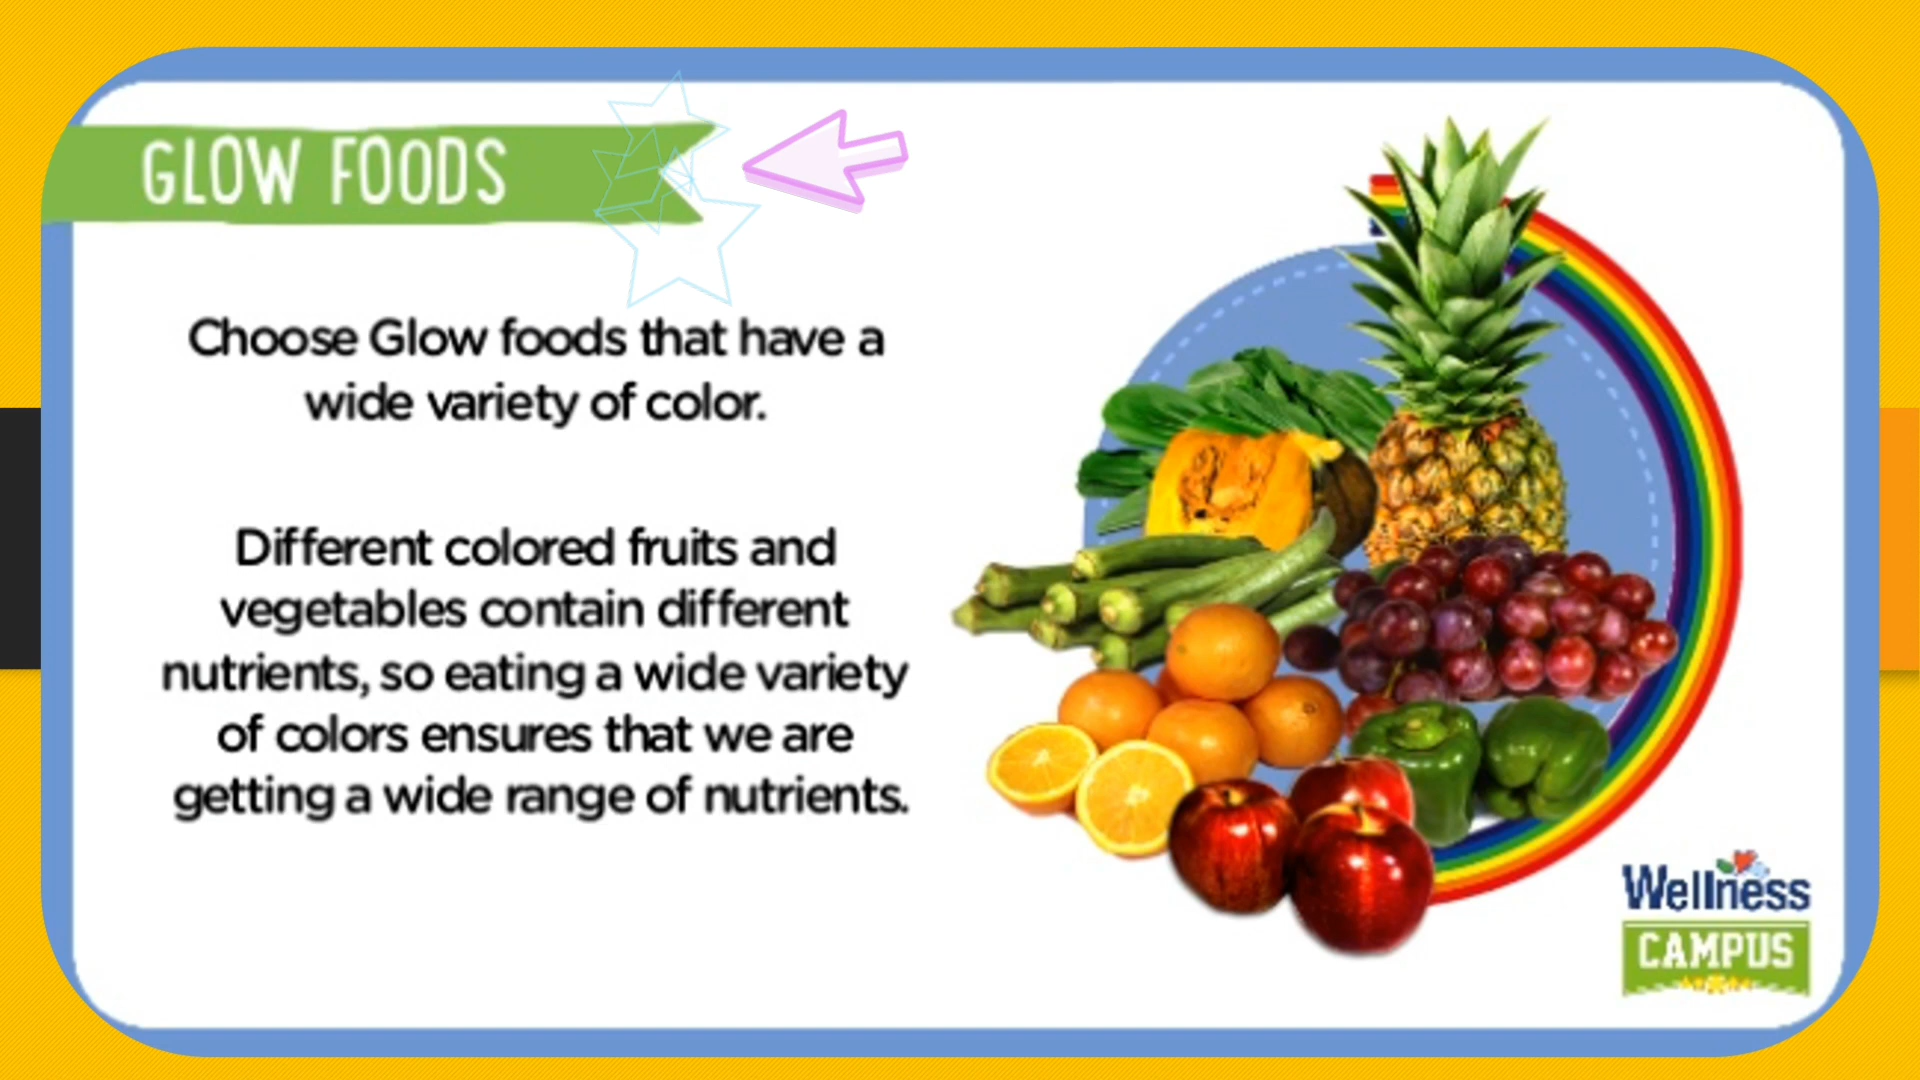 GLOW FOODS
Choose Glow foods that have a
wide variety of color.
Different colored fruits and
vegetables contain different
nutrients, so eating a wide variety
of colors ensures that we are
getting a wide range of nutrients.
Wellness
CAMPUS